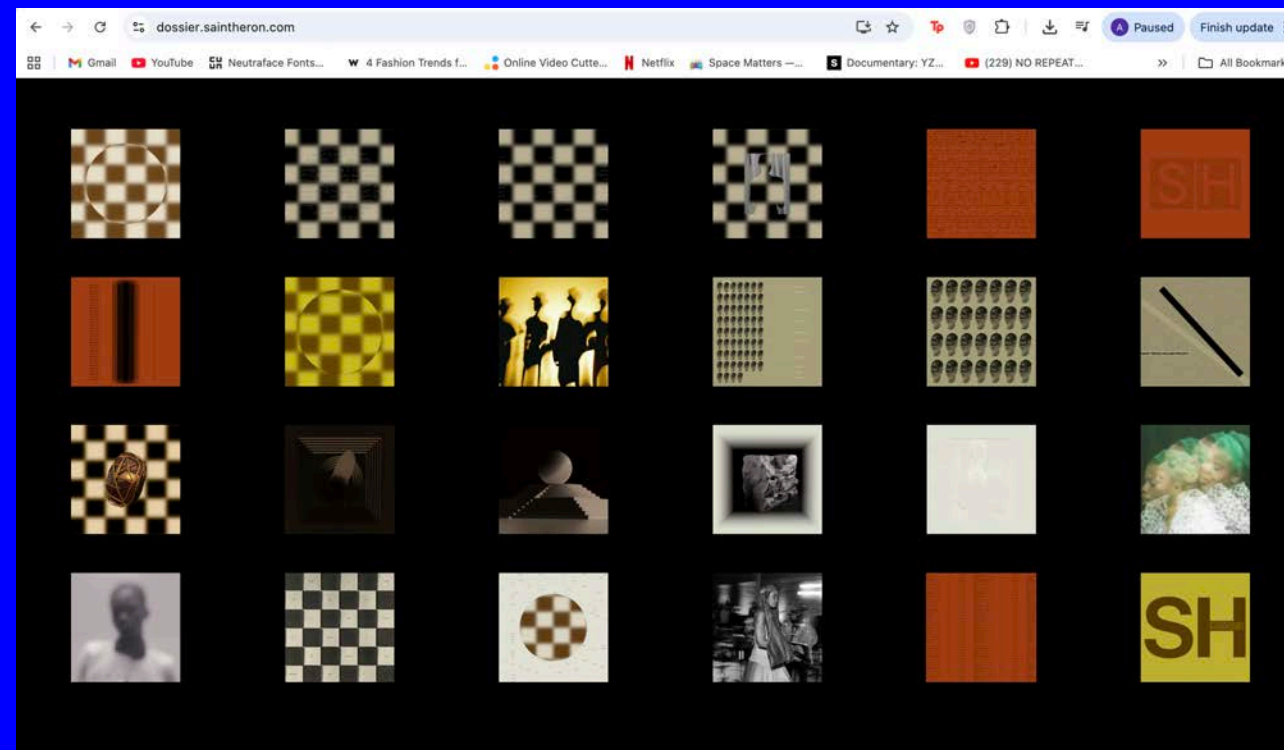 dossier.saintheron.com
Paused
Finish update
Gmail
YouTube
Neutraface Fonts...
4 Fashion Trends f...
Online Video Cutte...
Netflix
Space Matters —...
Documentary: YZ...
(229) NO REPEAT...
All Bookmark
SH
SH